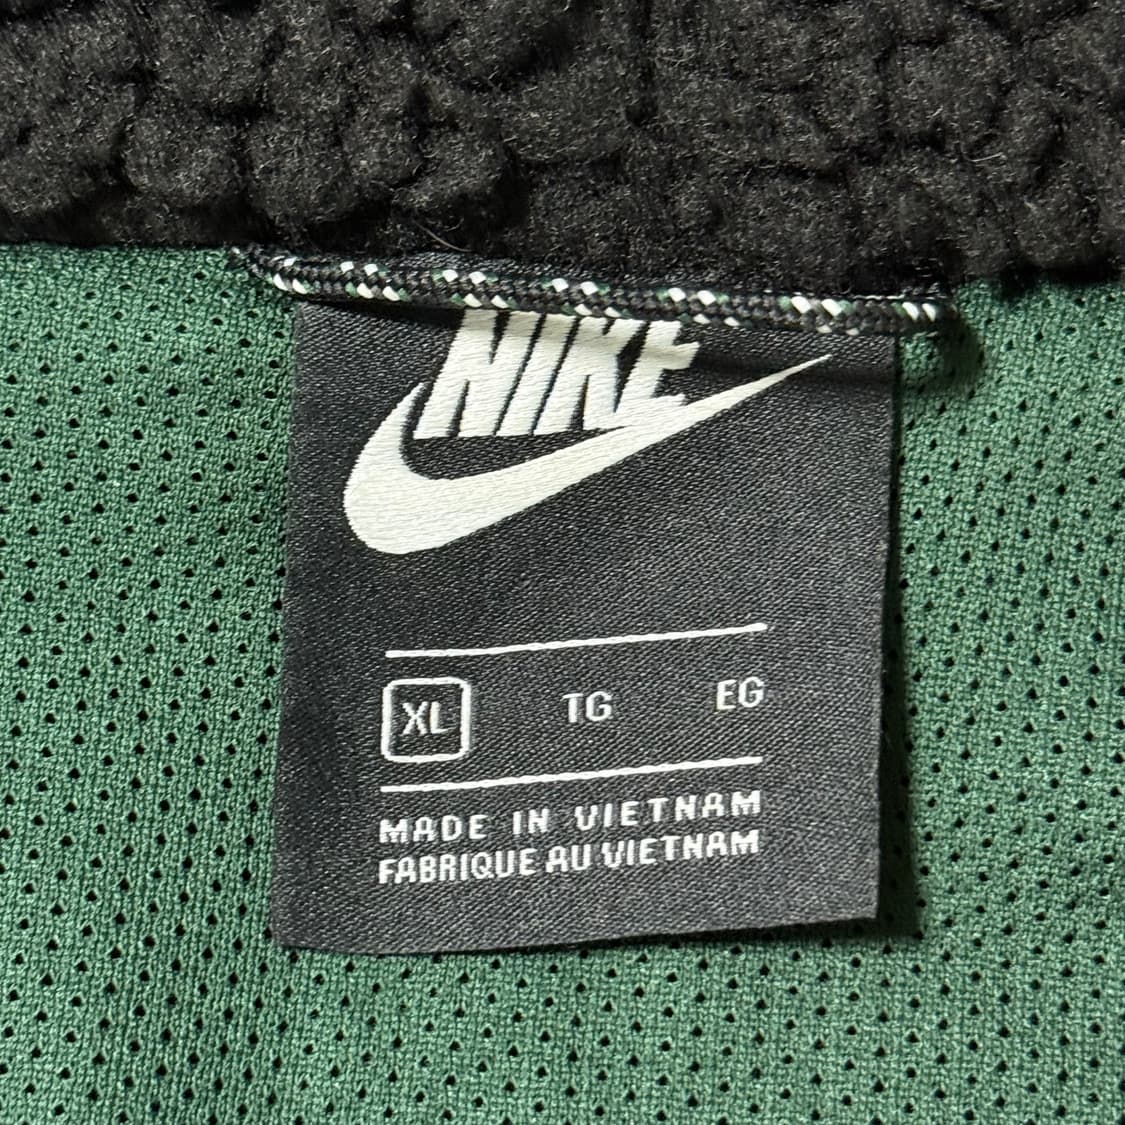 NIKE
XL TG EG
MADE IN VIETNAM
FABRIQUE AU VIETNAM